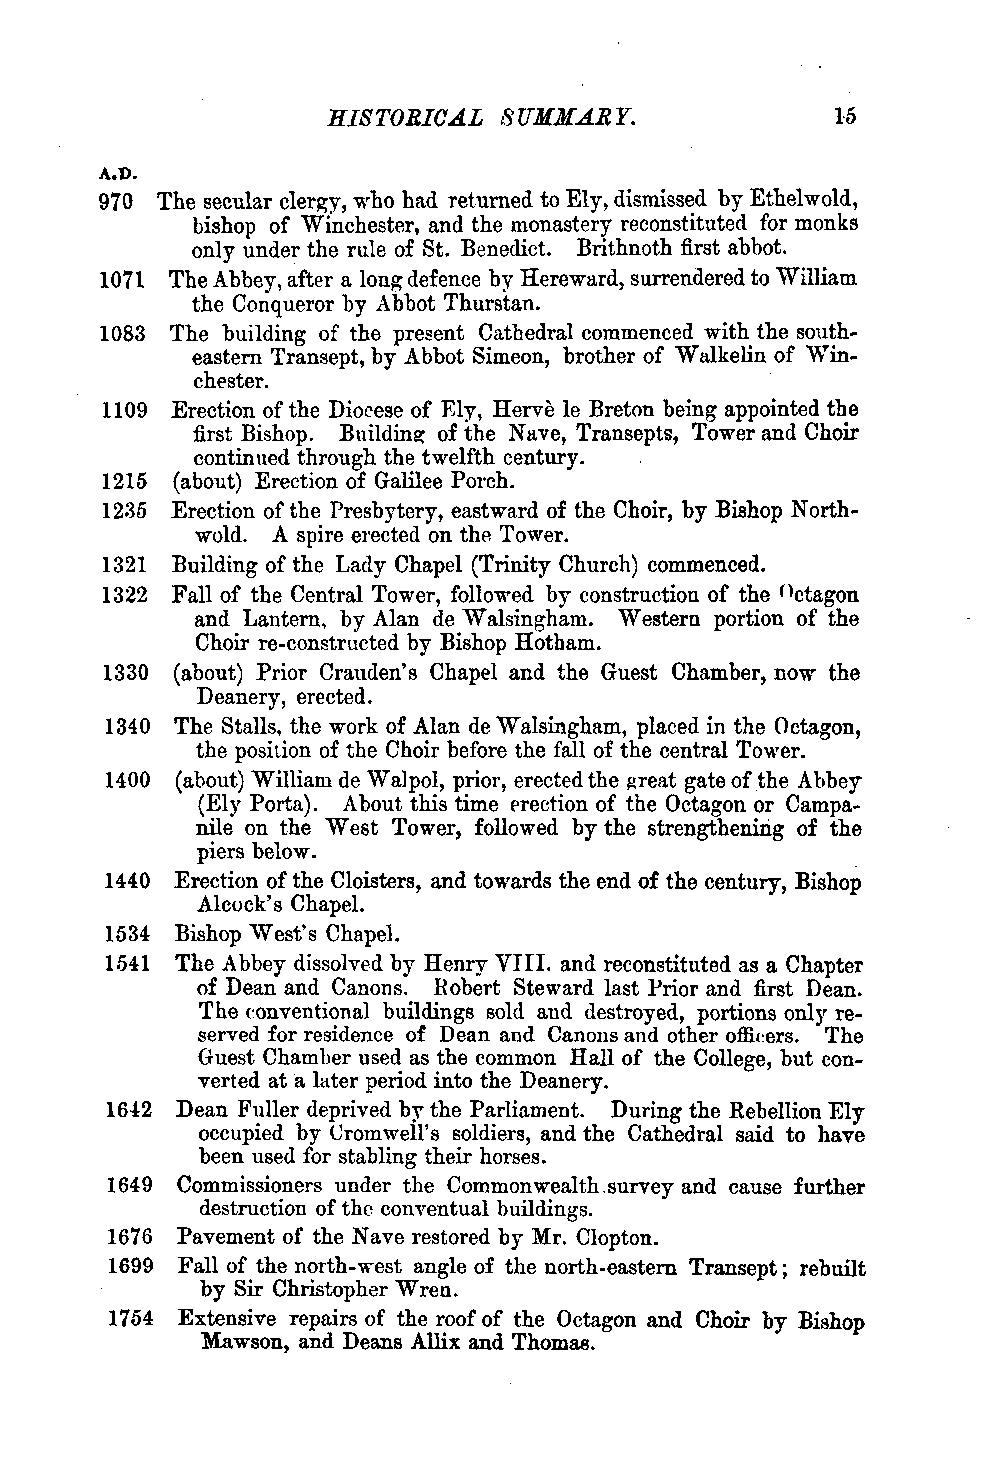 HISTORICAL SUMMARY. 15
A.D.
970 The secular clergy, who had returned to Ely, dismissed by Ethelwold,
bishop of Winchester, and the monastery reconstituted for monks
only under the rule of St. Benedict. Brithnoth first abbot.
1071 The Abbey, after a long defence by Hereward, surrendered to William
the Conqueror by Abbot Thurstan.
1083 The building of the present Cathedral commenced with the south-
eastern Transept, by Abbot Simeon, brother of Walkelin of Win-
chester.
1109 Erection of the Diocese of Ely, Hervè le Breton being appointed the
first Bishop. Building of the Nave, Transepts, Tower and Choir
continued through the twelfth century.
1215 (about) Erection of Galilee Porch.
1235 Erection of the Presbytery, eastward of the Choir, by Bishop North-
wold. A spire erected on the Tower.
1321 Building of the Lady Chapel (Trinity Church) commenced.
1322 Fall of the Central Tower, followed by construction of the Octagon
and Lantern, by Alan de Walsingham. Western portion of the
Choir re-constructed by Bishop Hotham.
1330 (about) Prior Crauden's Chapel and the Guest Chamber, now the
Deanery, erected.
1340 The Stalls, the work of Alan de Walsingham, placed in the Octagon,
the position of the Choir before the fall of the central Tower.
1400 (about) William de Walpol, prior, erected the great gate of the Abbey
(Ely Porta). About this time erection of the Octagon or Campa-
nile on the West Tower, followed by the strengthening of the
piers below.
1440 Erection of the Cloisters, and towards the end of the century, Bishop
Alcock's Chapel.
1534 Bishop West's Chapel.
1541 The Abbey dissolved by Henry VIII. and reconstituted as a Chapter
of Dean and Canons. Robert Steward last Prior and first Dean.
The conventional buildings sold and destroyed, portions only re-
served for residence of Dean and Canons and other officers. The
Guest Chamber used as the common Hall of the College, but con-
verted at a later period into the Deanery.
1642 Dean Fuller deprived by the Parliament. During the Rebellion Ely
occupied by Cromwell's soldiers, and the Cathedral said to have
been used for stabling their horses.
1649 Commissioners under the Commonwealth survey and cause further
destruction of the conventual buildings.
1676 Pavement of the Nave restored by Mr. Clopton.
1699 Fall of the north-west angle of the north-eastern Transept; rebuilt
by Sir Christopher Wren.
1754 Extensive repairs of the roof of the Octagon and Choir by Bishop
Mawson, and Deans Allix and Thomas.